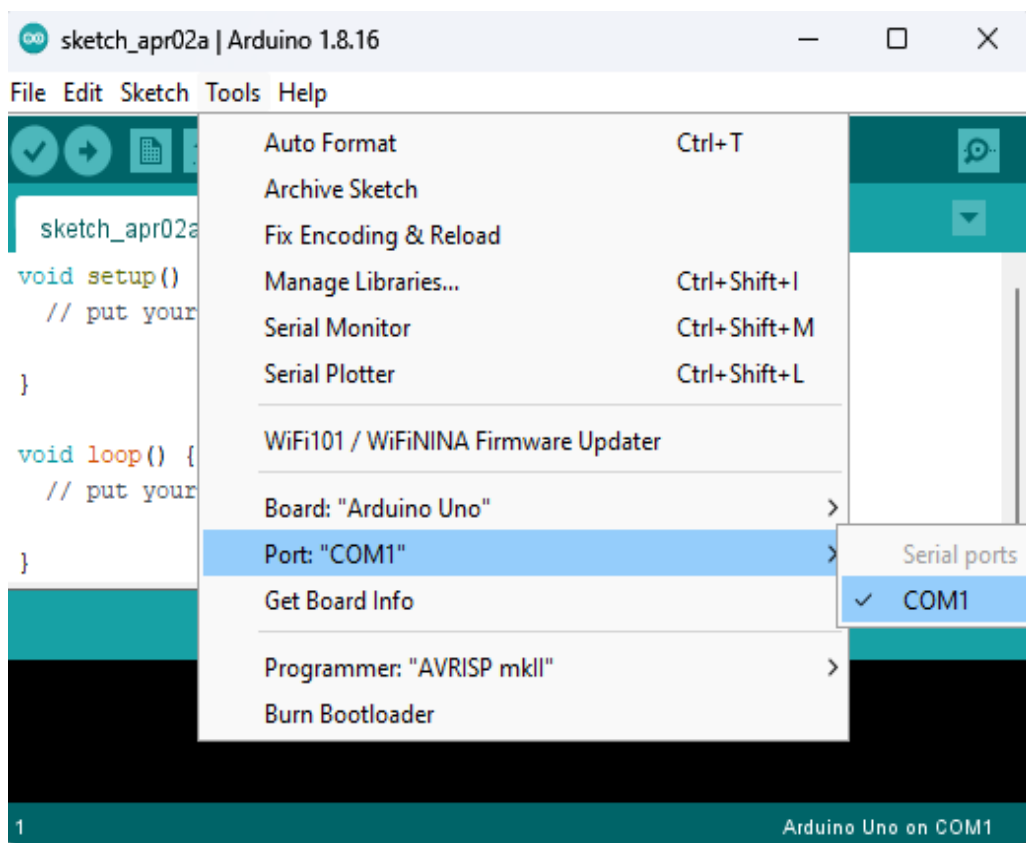 sketch_apr02a | Arduino 1.8.16
File Edit Sketch Tools Help
Auto Format Ctrl+T
Archive Sketch
Fix Encoding & Reload
Manage Libraries... Ctrl+Shift+I
Serial Monitor Ctrl+Shift+M
Serial Plotter Ctrl+Shift+L
WiFi101 / WiFiNINA Firmware Updater
Board: "Arduino Uno"
Port: "COM1"
Get Board Info
Programmer: "AVRISP mkII"
Burn Bootloader
Serial ports
COM1
sketch_apr02a
void setup()
// put your
}
void loop() {
// put your
}
1 Arduino Uno on COM1